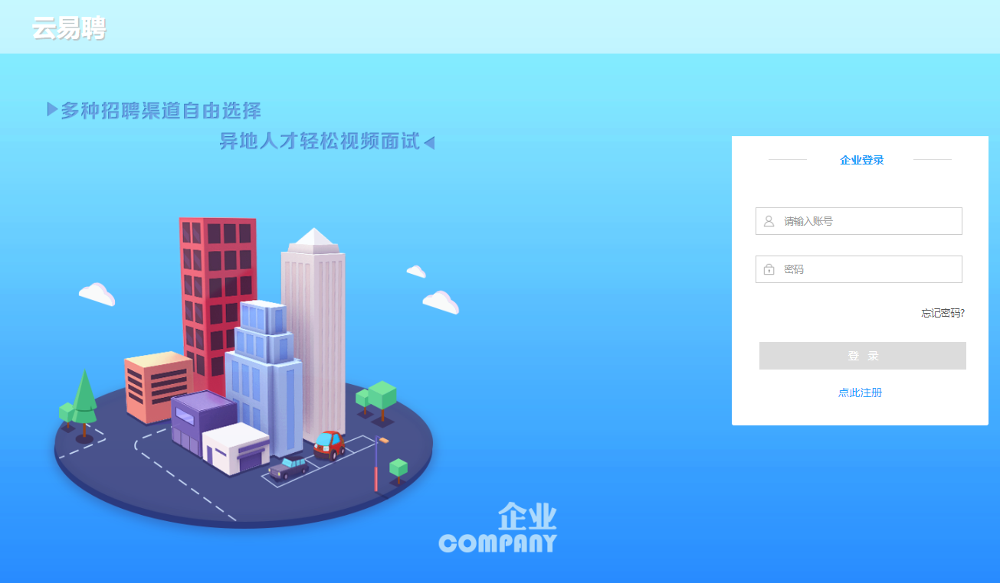 云易聘
多种招聘渠道自由选择
异地人才轻松视频面试
企业登录
请输入账号
密码
忘记密码?
登 录
点此注册
企业
COMPANY